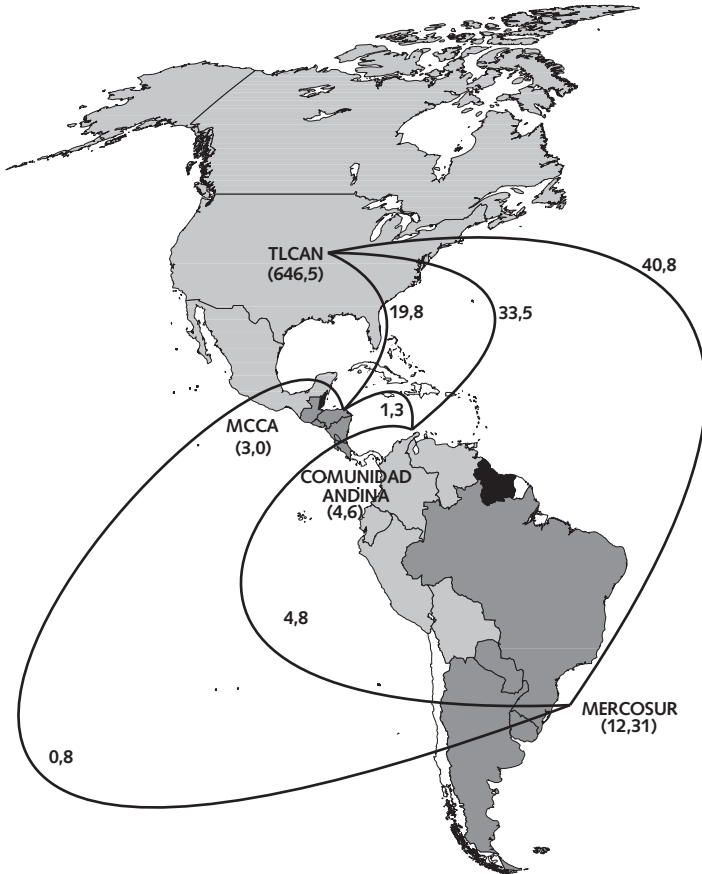 TLCAN
(646,5)
40,8
19,8
33,5
1,3
MCCA
(3,0)
COMUNIDAD
ANDINA
(4,6)
4,8
MERCOSUR
(12,31)
0,8